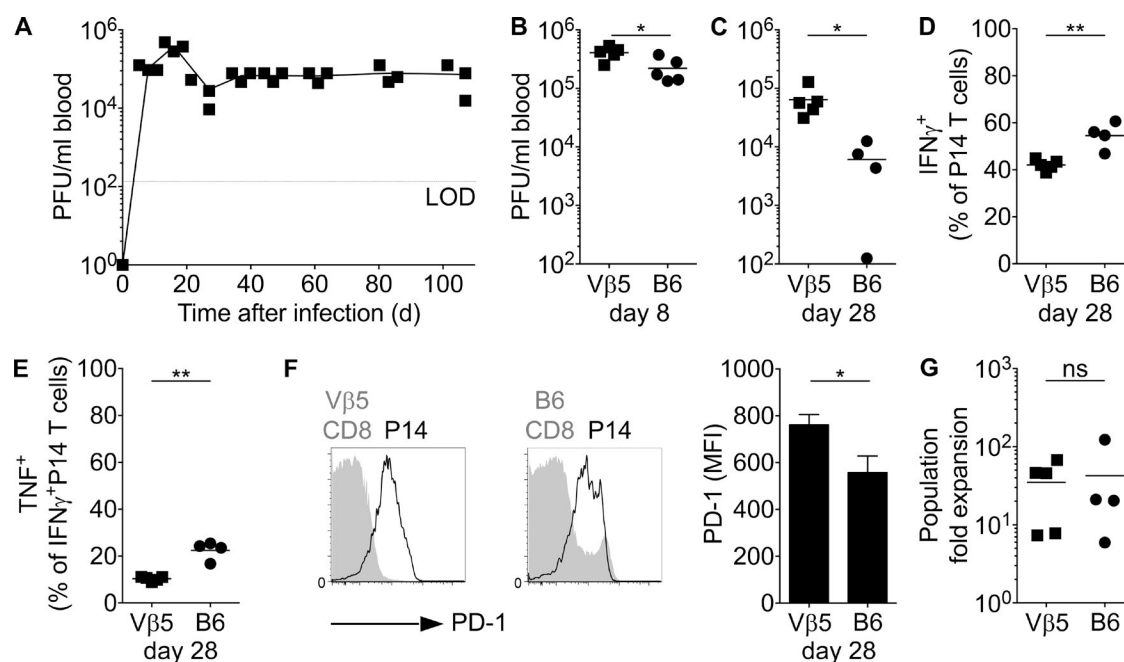 A
PFU/ml blood
10⁶
10⁴
10²
10⁰
LOD
0 20 40 60 80 100
Time after infection (d)
B
PFU/ml blood
10⁶
10⁵
10⁴
10³
10²
*
Vβ5 B6
day 8
C
10⁶
10⁵
10⁴
10³
10²
*
Vβ5 B6
day 28
D
IFNγ⁺
(% of P14 T cells)
100
80
60
40
20
0
**
Vβ5 B6
day 28
E
TNF⁺
(% of IFNγ⁺P14 T cells)
100
80
60
40
20
0
**
Vβ5 B6
day 28
F
Vβ5
CD8 P14
0
B6
CD8 P14
0
PD-1
PD-1 (MFI)
1000
800
600
400
200
0
*
Vβ5 B6
day 28
G
Population
fold expansion
10³
10²
10¹
10⁰
ns
Vβ5 B6